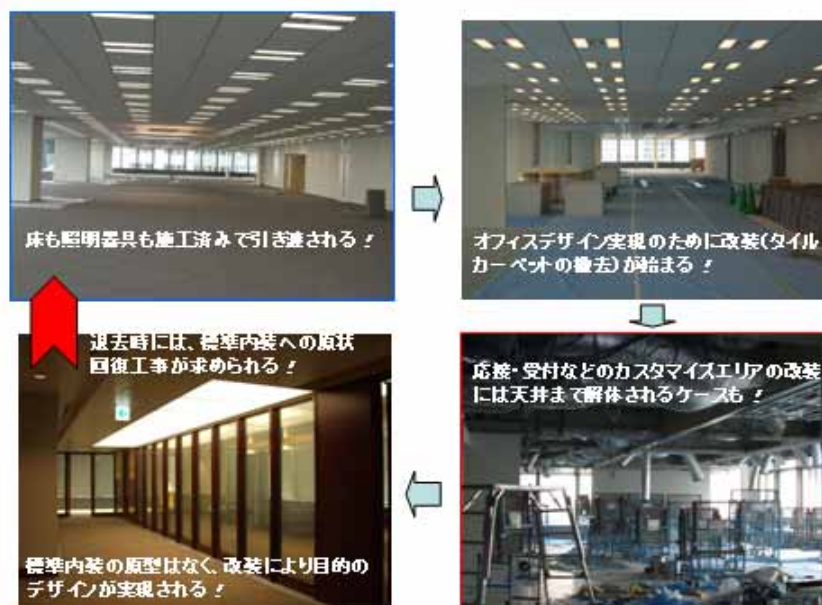 床も照明器具も施工済みで引き渡される！
オフィスデザイン実現のために改装(タイル
カーペットの撤去)が始まる！
応接・受付などのカスタマイズエリアの改装
には天井まで解体されるケースも！
退去時には、標準内装への原状
回復工事が求められる！
標準内装の原型はなく、改装により目的の
デザインが実現される！